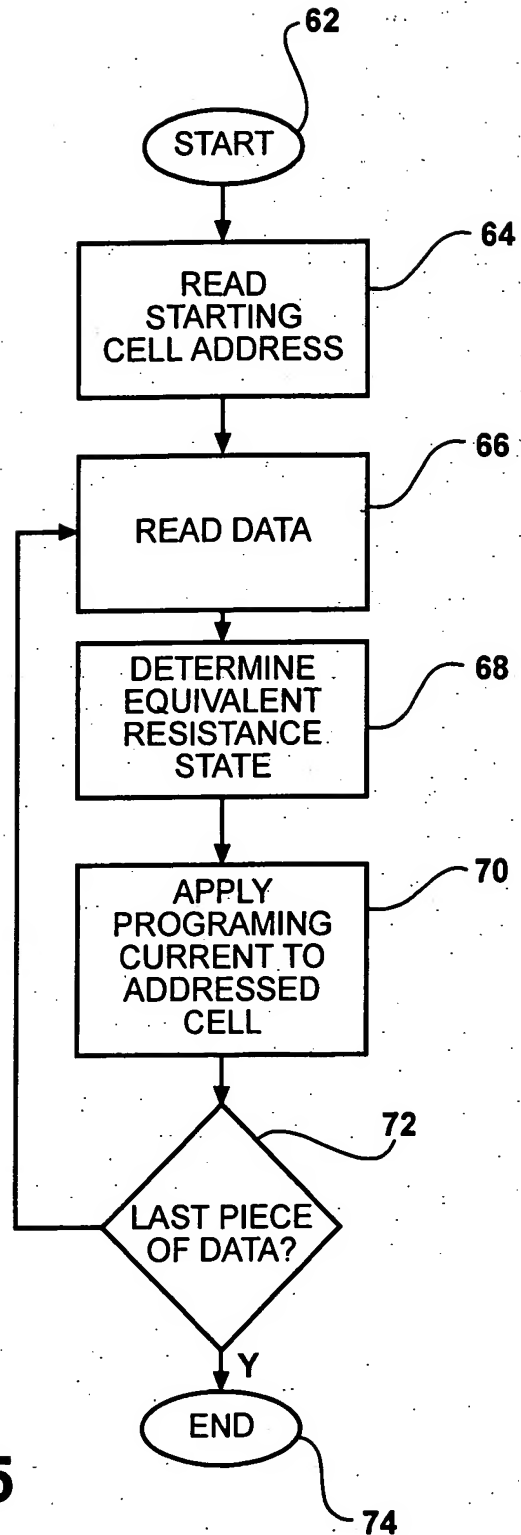 62
START
64
READ
STARTING
CELL ADDRESS
66
READ DATA
68
DETERMINE
EQUIVALENT
RESISTANCE
STATE
70
APPLY
PROGRAMING
CURRENT TO
ADDRESSED
CELL
72
LAST PIECE
OF DATA?
Y
END
5
74